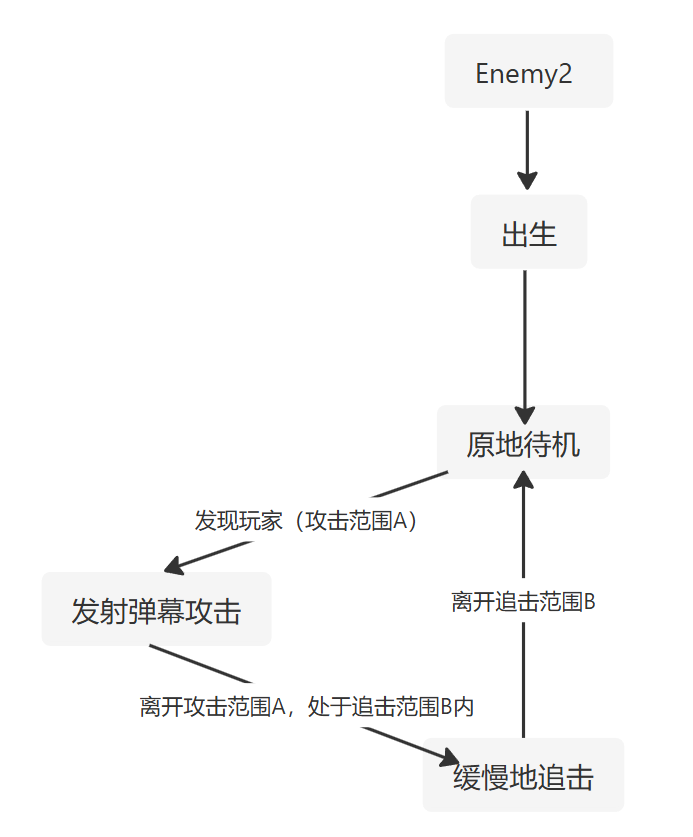 Enemy2
出生
原地待机
发现玩家（攻击范围A）
发射弹幕攻击
离开追击范围B
离开攻击范围A，处于追击范围B内
缓慢地追击